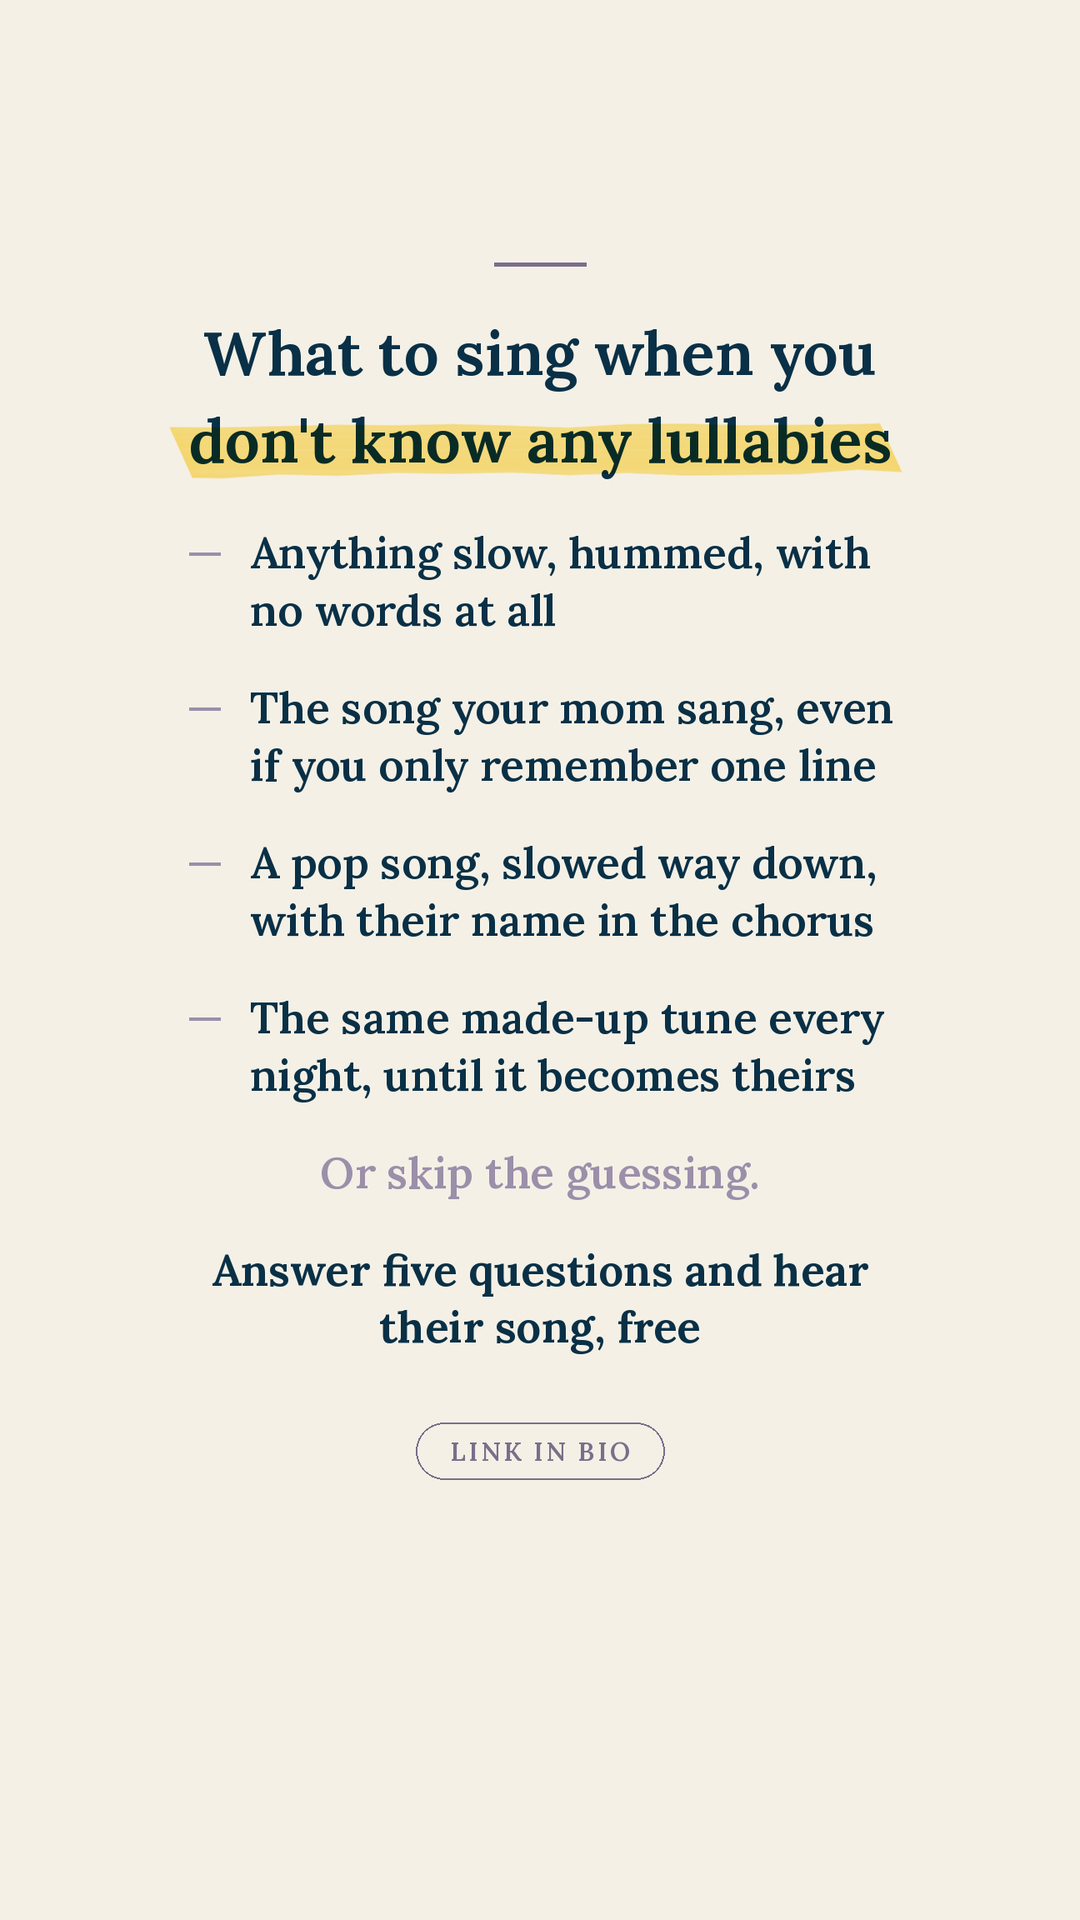 What to sing when you
don't know any lullabies
— Anything slow, hummed, with
no words at all
— The song your mom sang, even
if you only remember one line
— A pop song, slowed way down,
with their name in the chorus
— The same made-up tune every
night, until it becomes theirs
Or skip the guessing.
Answer five questions and hear
their song, free
LINK IN BIO